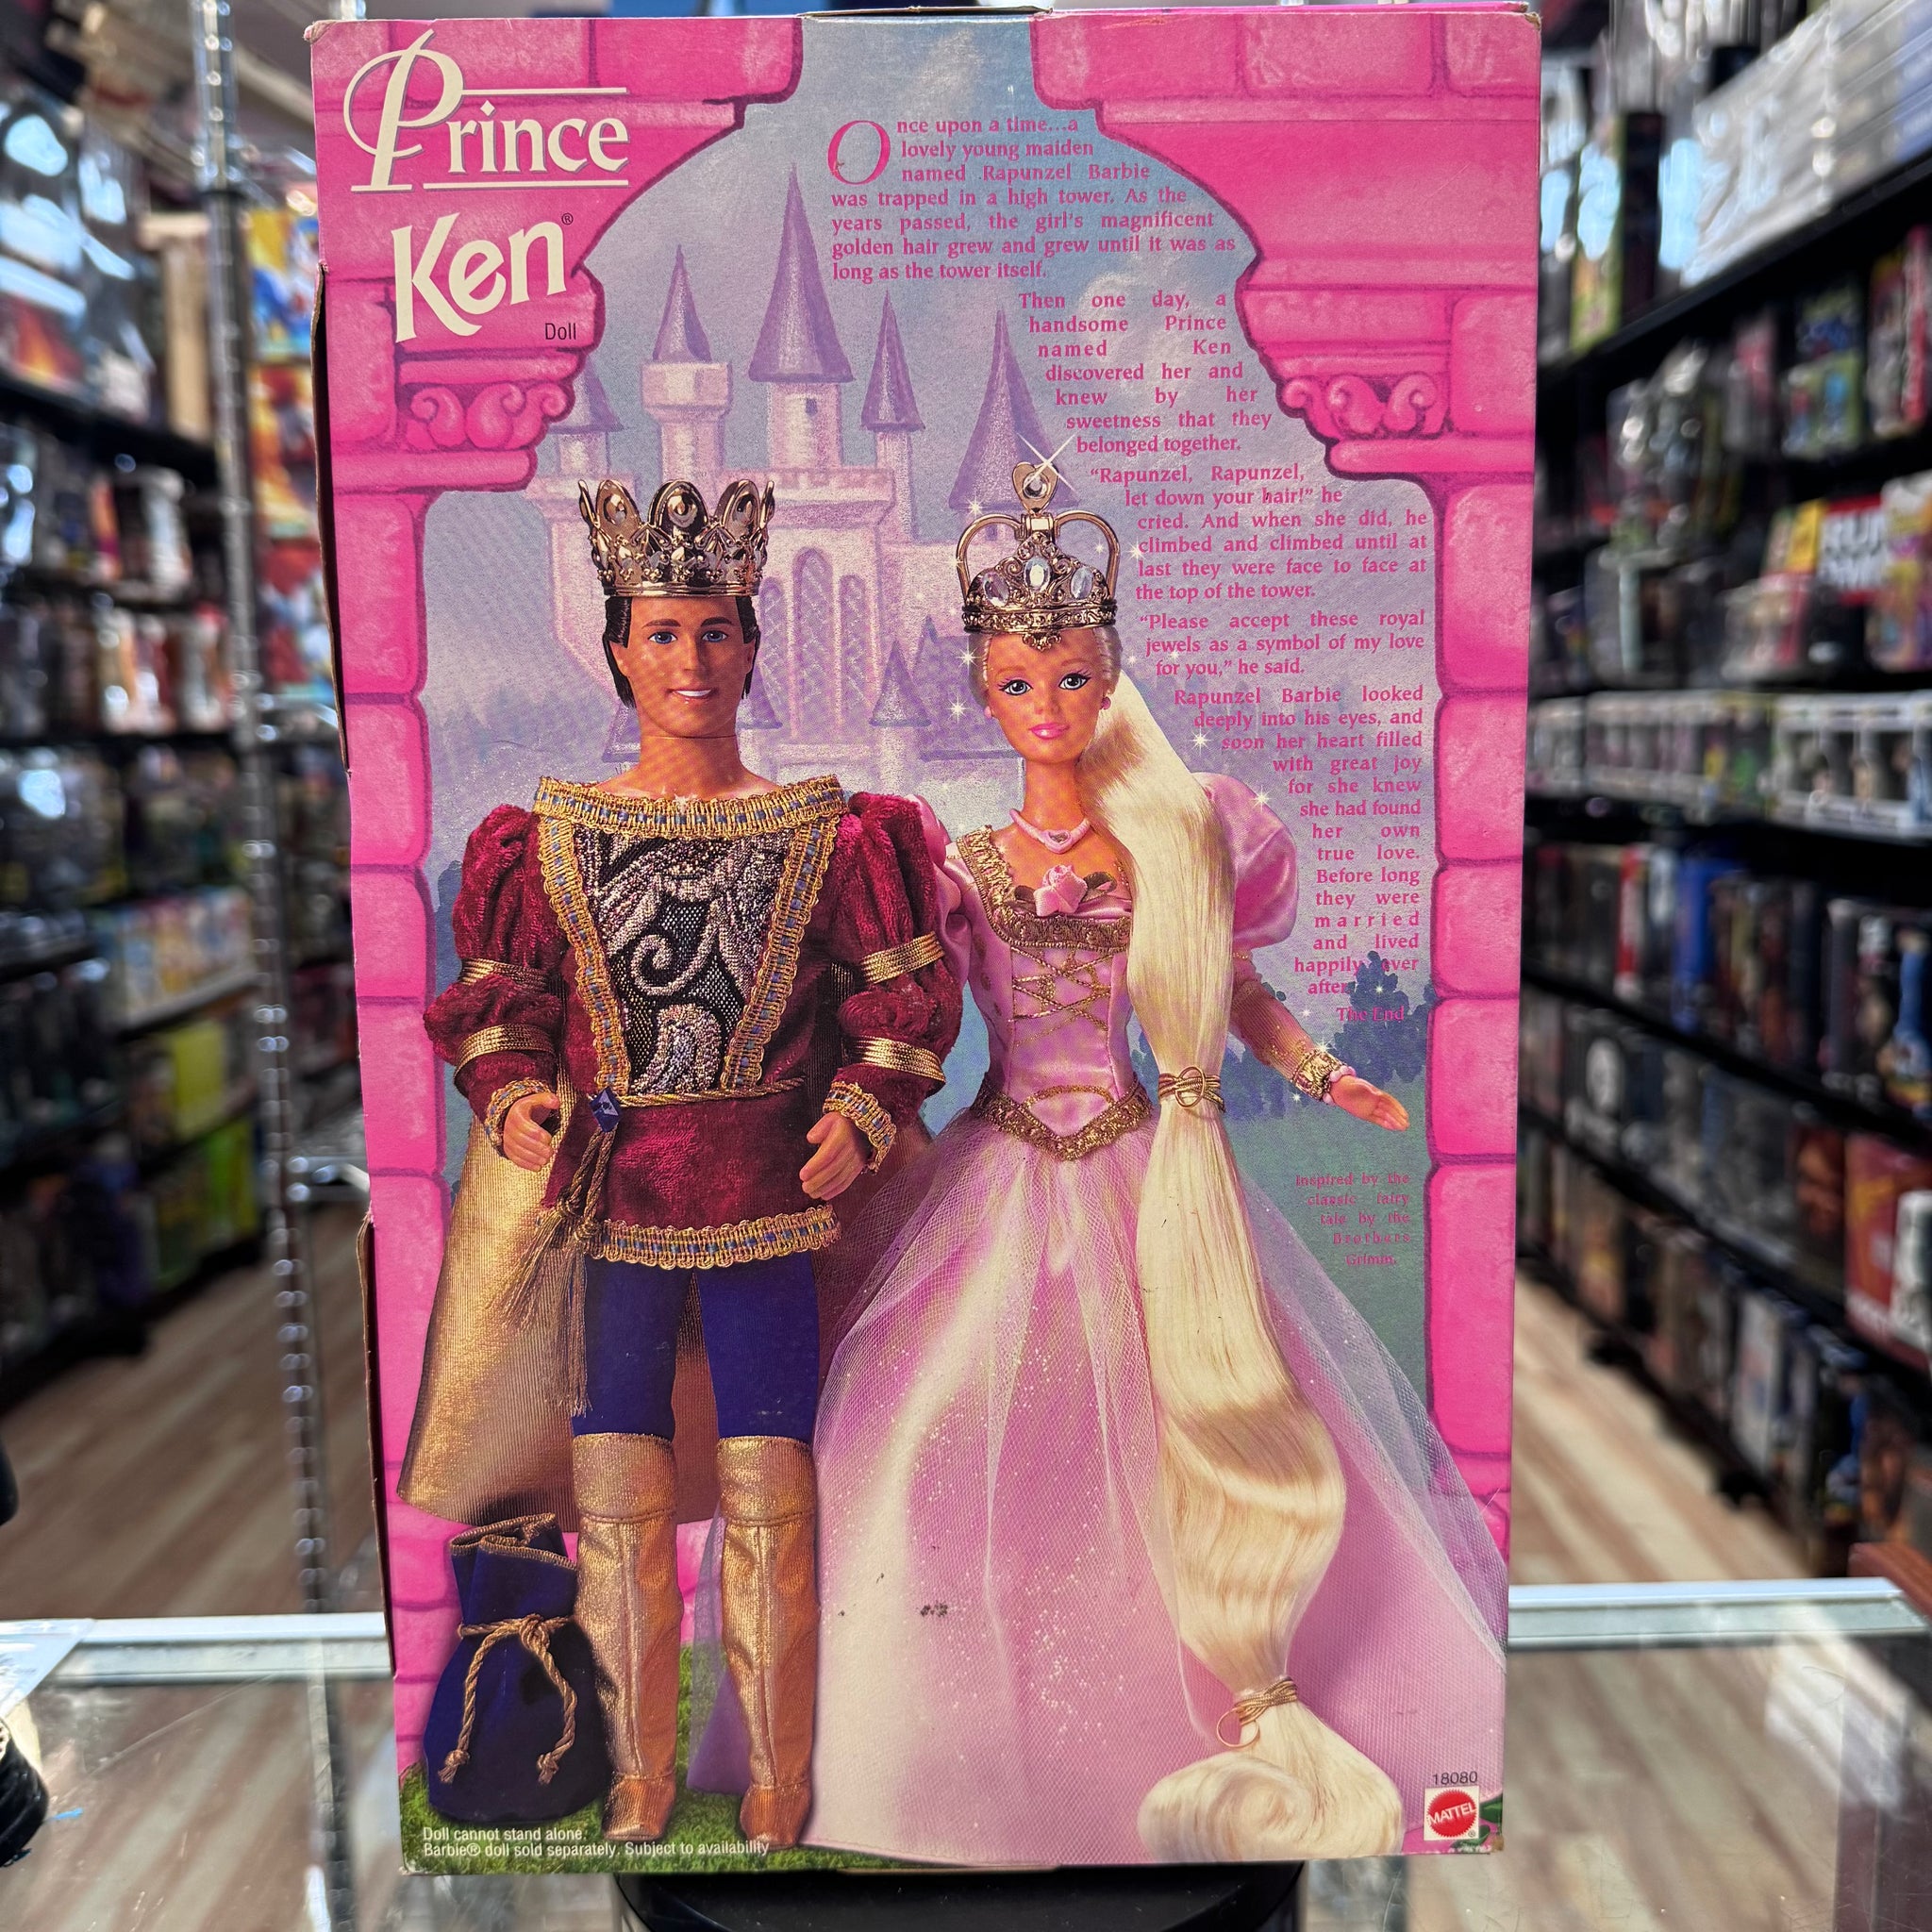 Prince
Ken®
Doll
Once upon a time...a
lovely young maiden
named Rapunzel Barbie
was trapped in a high tower. As the
years passed, the girl's magnificent
golden hair grew and grew until it was as
long as the tower itself.
Then one day, a
handsome Prince
named Ken
discovered her and
knew by her
sweetness that they
belonged together.
"Rapunzel, Rapunzel,
let down your hair!" he
cried. And when she did, he
climbed and climbed until at
last they were face to face at
the top of the tower.
"Please accept these royal
jewels as a symbol of my love
for you," he said.
Rapunzel Barbie looked
deeply into his eyes, and
soon her heart filled
with great joy
for she knew
she had found
her own
true love.
Before long
they were
married
and lived
happily ever
after.
The End
Inspired by the
classic fairy
tale by the
Brothers
Grimm.
18080
MATTEL
Doll cannot stand alone.
Barbie® doll sold separately. Subject to availability